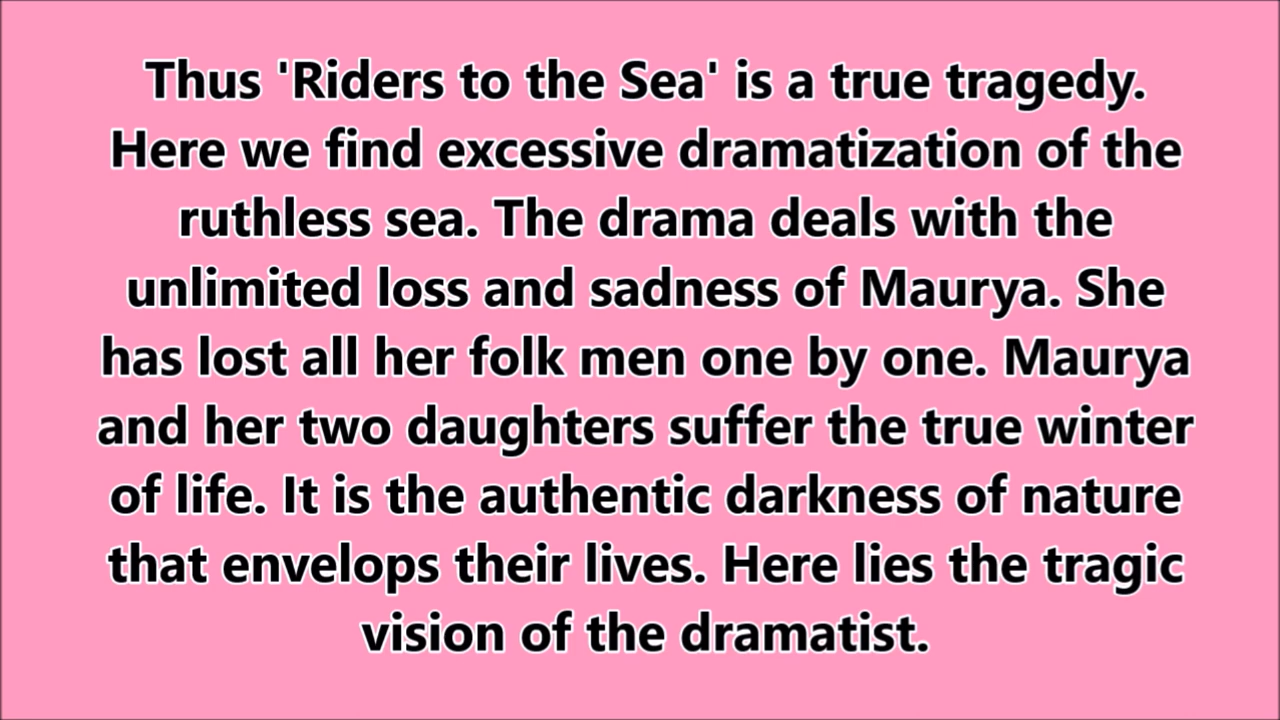 Thus 'Riders to the Sea' is a true tragedy.
Here we find excessive dramatization of the
ruthless sea. The drama deals with the
unlimited loss and sadness of Maurya. She
has lost all her folk men one by one. Maurya
and her two daughters suffer the true winter
of life. It is the authentic darkness of nature
that envelops their lives. Here lies the tragic
vision of the dramatist.